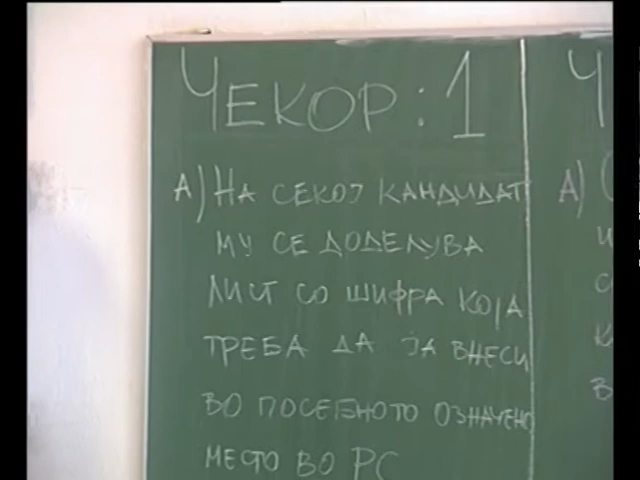 ЧЕКОР: 1
А) НА СЕКОЈ КАНДИДАТ
МУ СЕ ДОДЕЛУВА
ЛИСТ СО ШИФРА КОЈА
ТРЕБА ДА ЈА ВНЕСИ
ВО ПОСЕБНОТО ОЗНАЧЕНО
МЕСТО ВО РС
Ч
А)